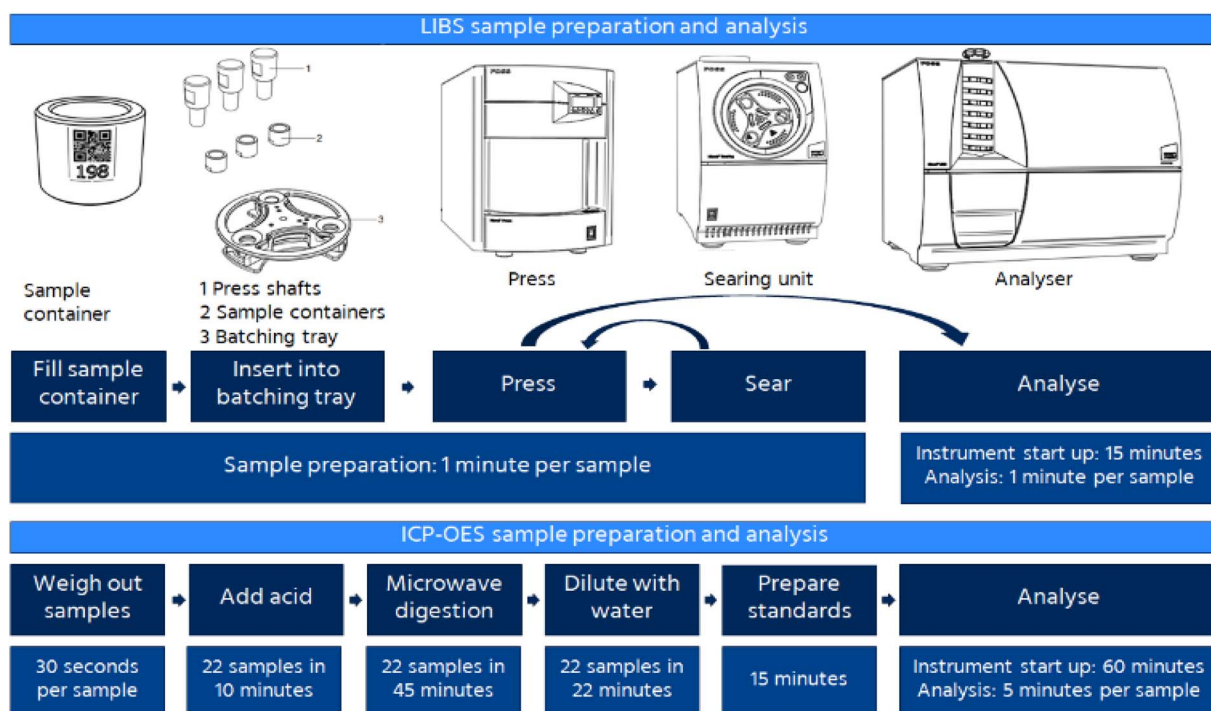 LIBS sample preparation and analysis
198
1
2
3
FOSS
FOSS
FOSS
Sample
container
1 Press shafts
2 Sample containers
3 Batching tray
Press
Searing unit
Analyser
Fill sample
container
Insert into
batching tray
Press
Sear
Analyse
Sample preparation: 1 minute per sample
Instrument start up: 15 minutes
Analysis: 1 minute per sample
ICP-OES sample preparation and analysis
Weigh out
samples
Add acid
Microwave
digestion
Dilute with
water
Prepare
standards
Analyse
30 seconds
per sample
22 samples in
10 minutes
22 samples in
45 minutes
22 samples in
22 minutes
15 minutes
Instrument start up: 60 minutes
Analysis: 5 minutes per sample